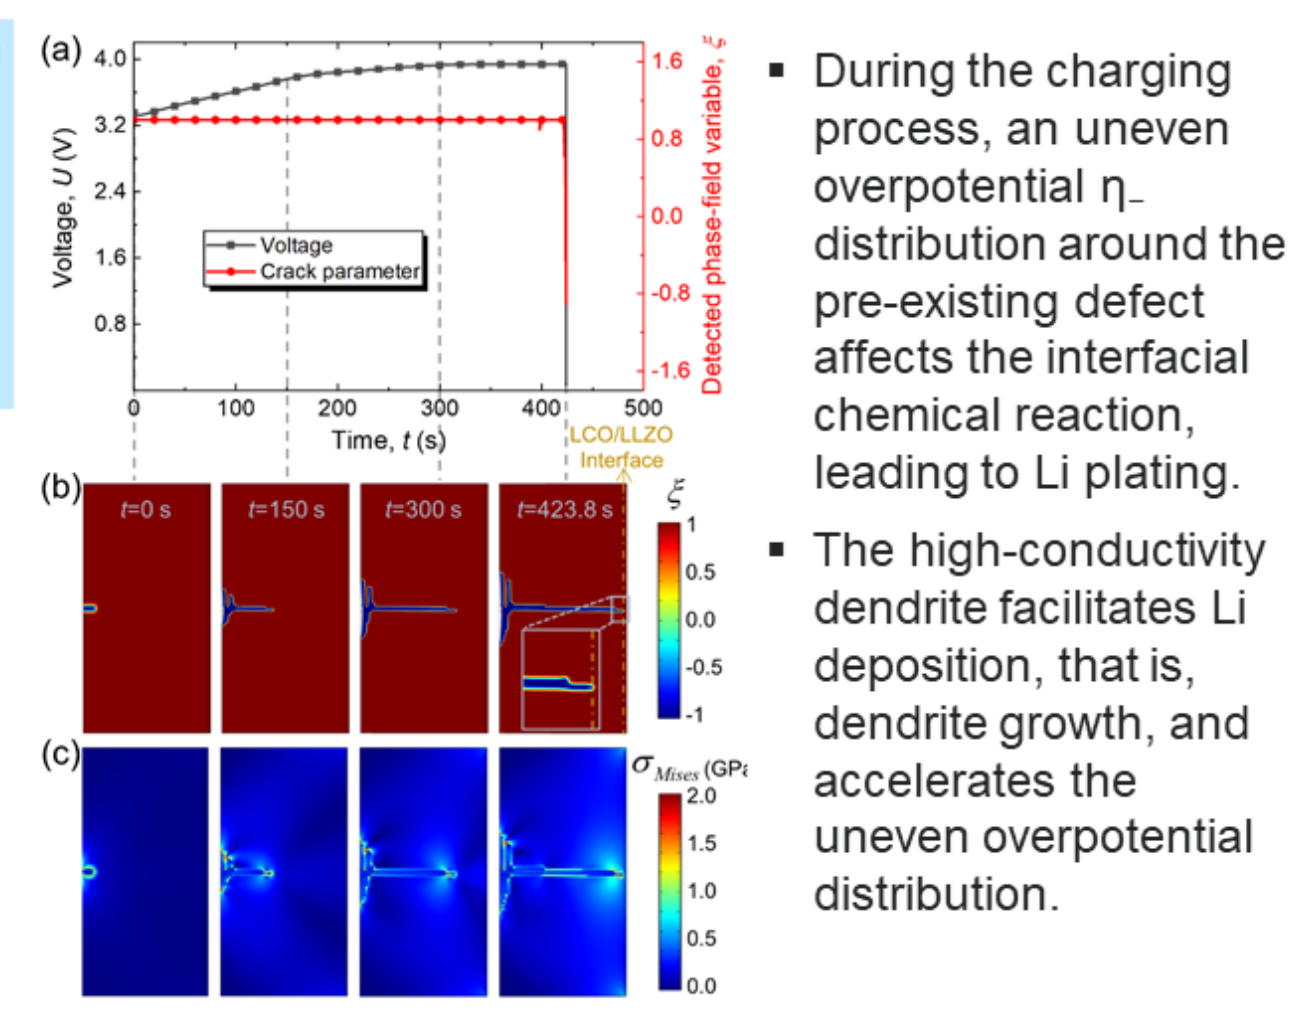 (a)
4.0
3.2
2.4
1.6
0.8
Voltage, U (V)
1.6
0.8
0.0
-0.8
-1.6
Detected phase-field variable, ξ
Voltage
Crack parameter
0 100 200 300 400 500
Time, t (s)
LCO/LLZO
Interface
(b)
t=0 s
t=150 s
t=300 s
t=423.8 s
ξ
1
0.5
0.0
-0.5
-1
(c)
σMises (GPa
2.0
1.5
1.0
0.5
0.0
▪ During the charging
process, an uneven
overpotential η₋
distribution around the
pre-existing defect
affects the interfacial
chemical reaction,
leading to Li plating.
▪ The high-conductivity
dendrite facilitates Li
deposition, that is,
dendrite growth, and
accelerates the
uneven overpotential
distribution.